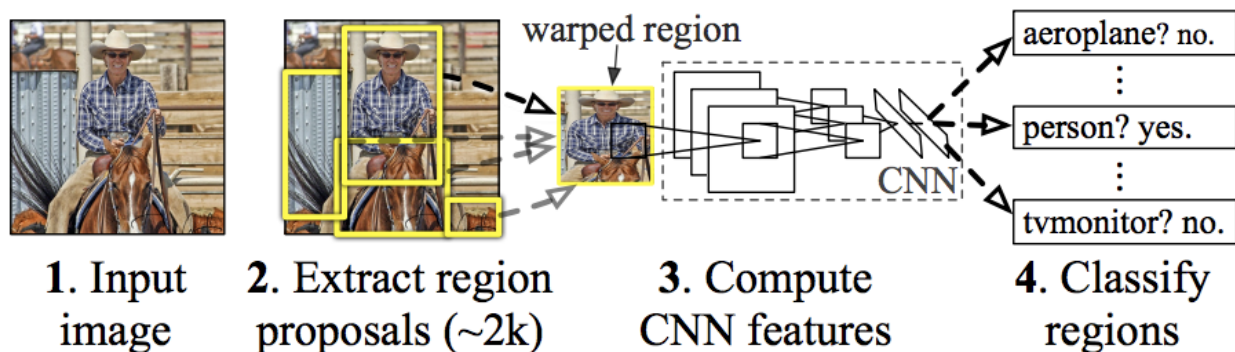 warped region
aeroplane? no.
⋮
person? yes.
⋮
tvmonitor? no.
CNN
1. Input
image
2. Extract region
proposals (~2k)
3. Compute
CNN features
4. Classify
regions